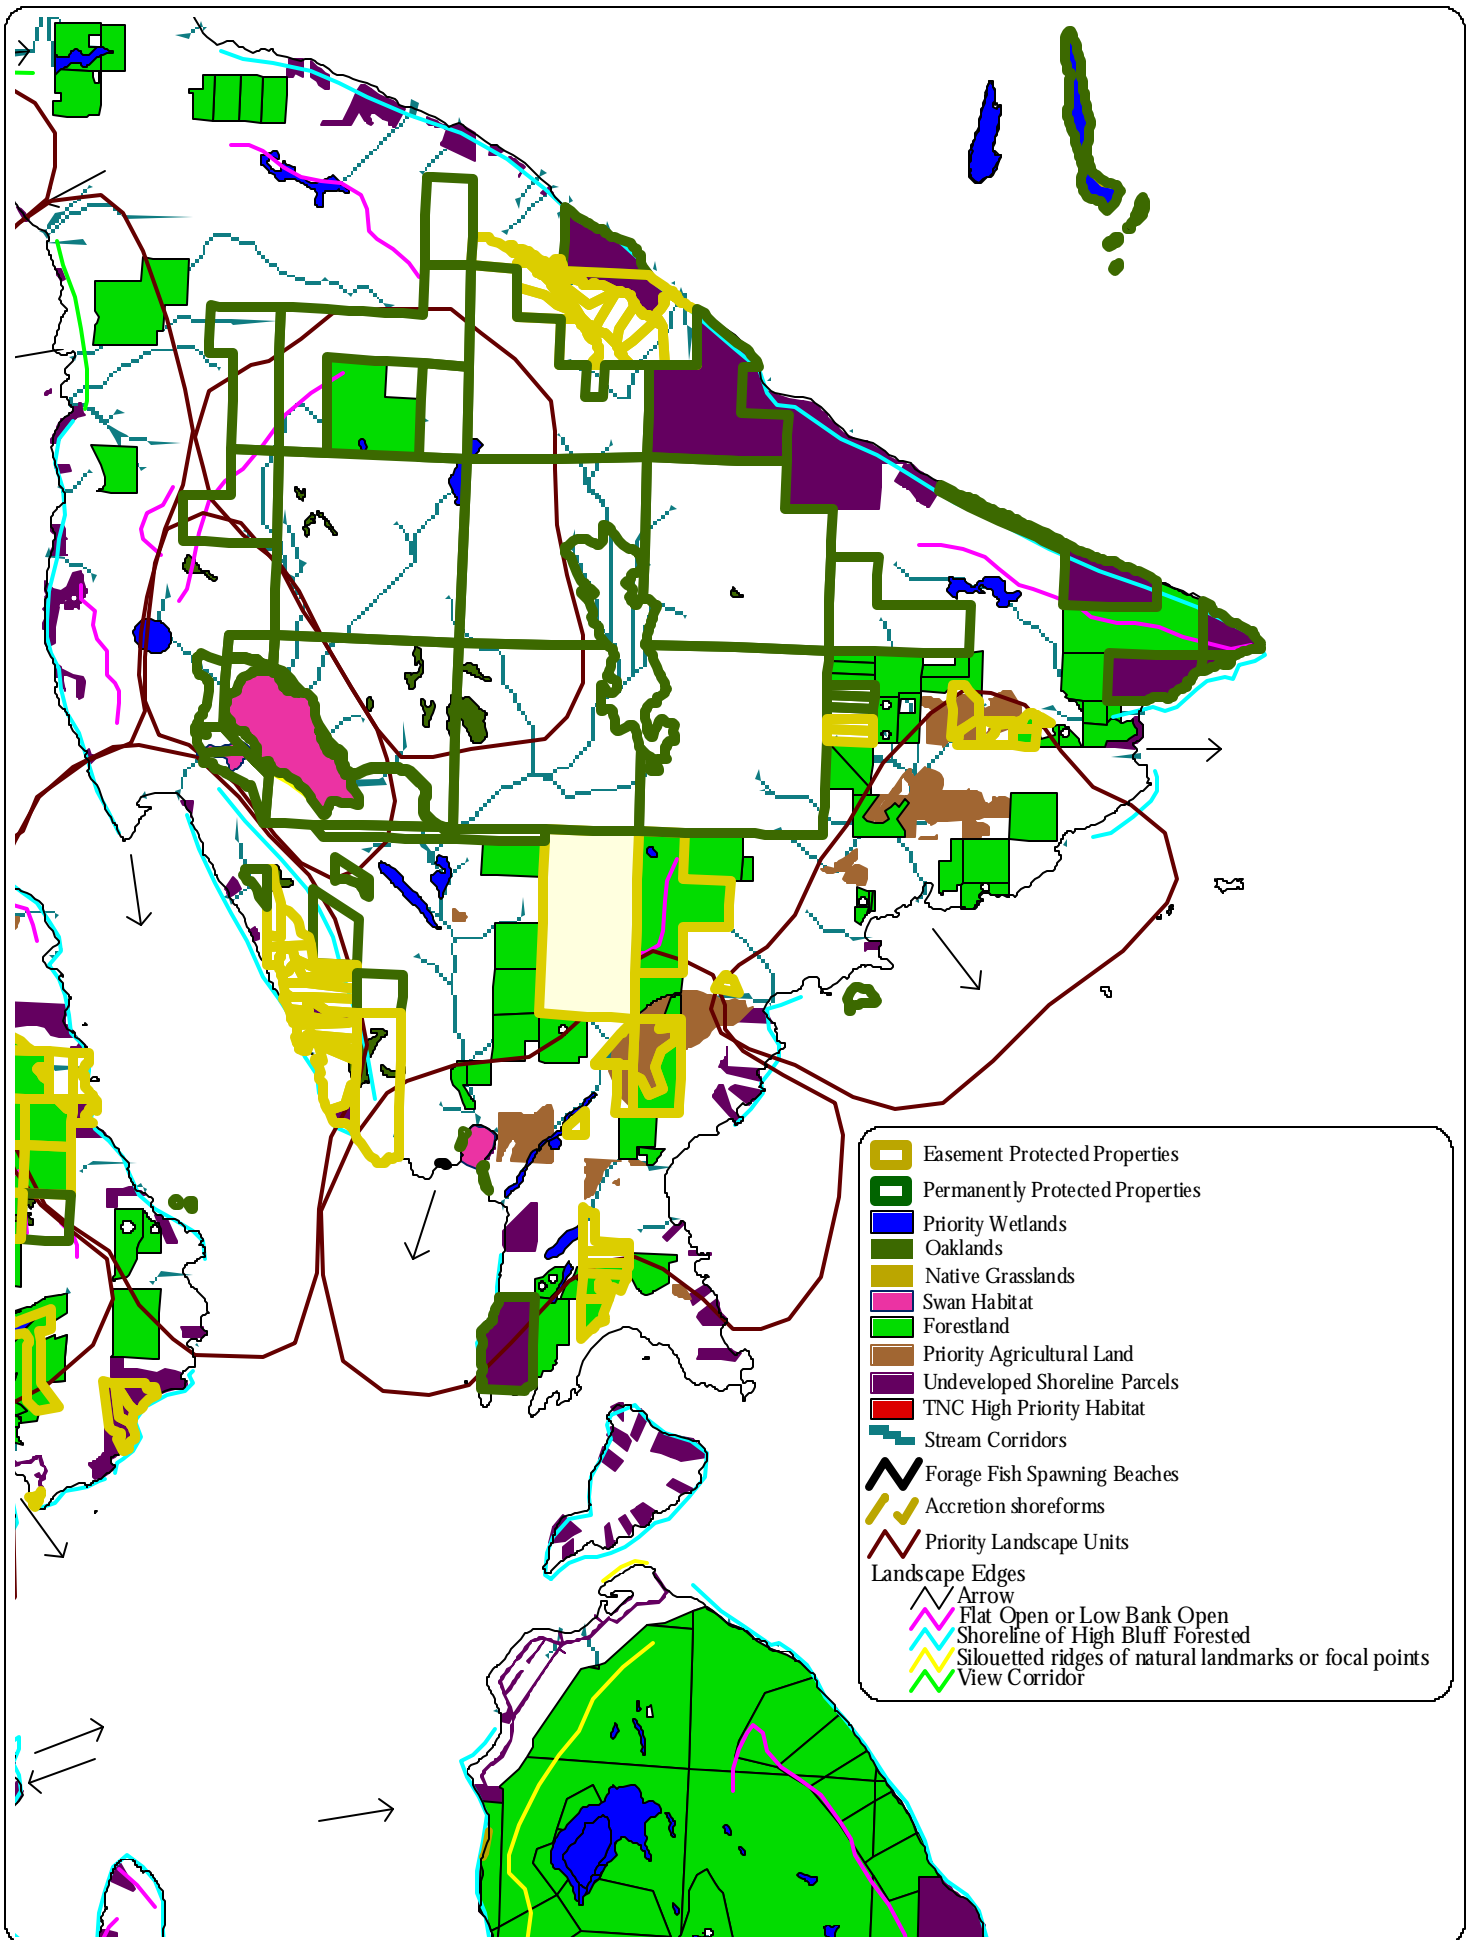 Easement Protected Properties
Permanently Protected Properties
Priority Wetlands
Oaklands
Native Grasslands
Swan Habitat
Forestland
Priority Agricultural Land
Undeveloped Shoreline Parcels
TNC High Priority Habitat
Stream Corridors
Forage Fish Spawning Beaches
Accretion shoreforms
Priority Landscape Units
Landscape Edges
Arrow
Flat Open or Low Bank Open
Shoreline of High Bluff Forested
Silouetted ridges of natural landmarks or focal points
View Corridor